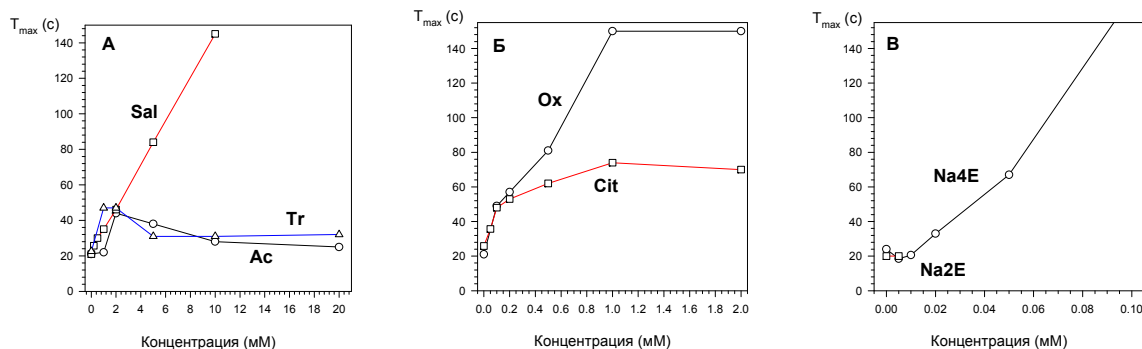 T max (с)
А
140
120
100
80
60
40
20
0
Sal
Tr
Ac
0 2 4 6 8 10 12 14 16 18 20
Концентрация (мМ)
T max (с)
Б
140
120
100
80
60
40
20
0
Ox
Cit
0.0 0.2 0.4 0.6 0.8 1.0 1.2 1.4 1.6 1.8 2.0
Концентрация (мМ)
T max (с)
В
140
120
100
80
60
40
20
0
Na4E
Na2E
0.00 0.02 0.04 0.06 0.08 0.10
Концентрация (мМ)